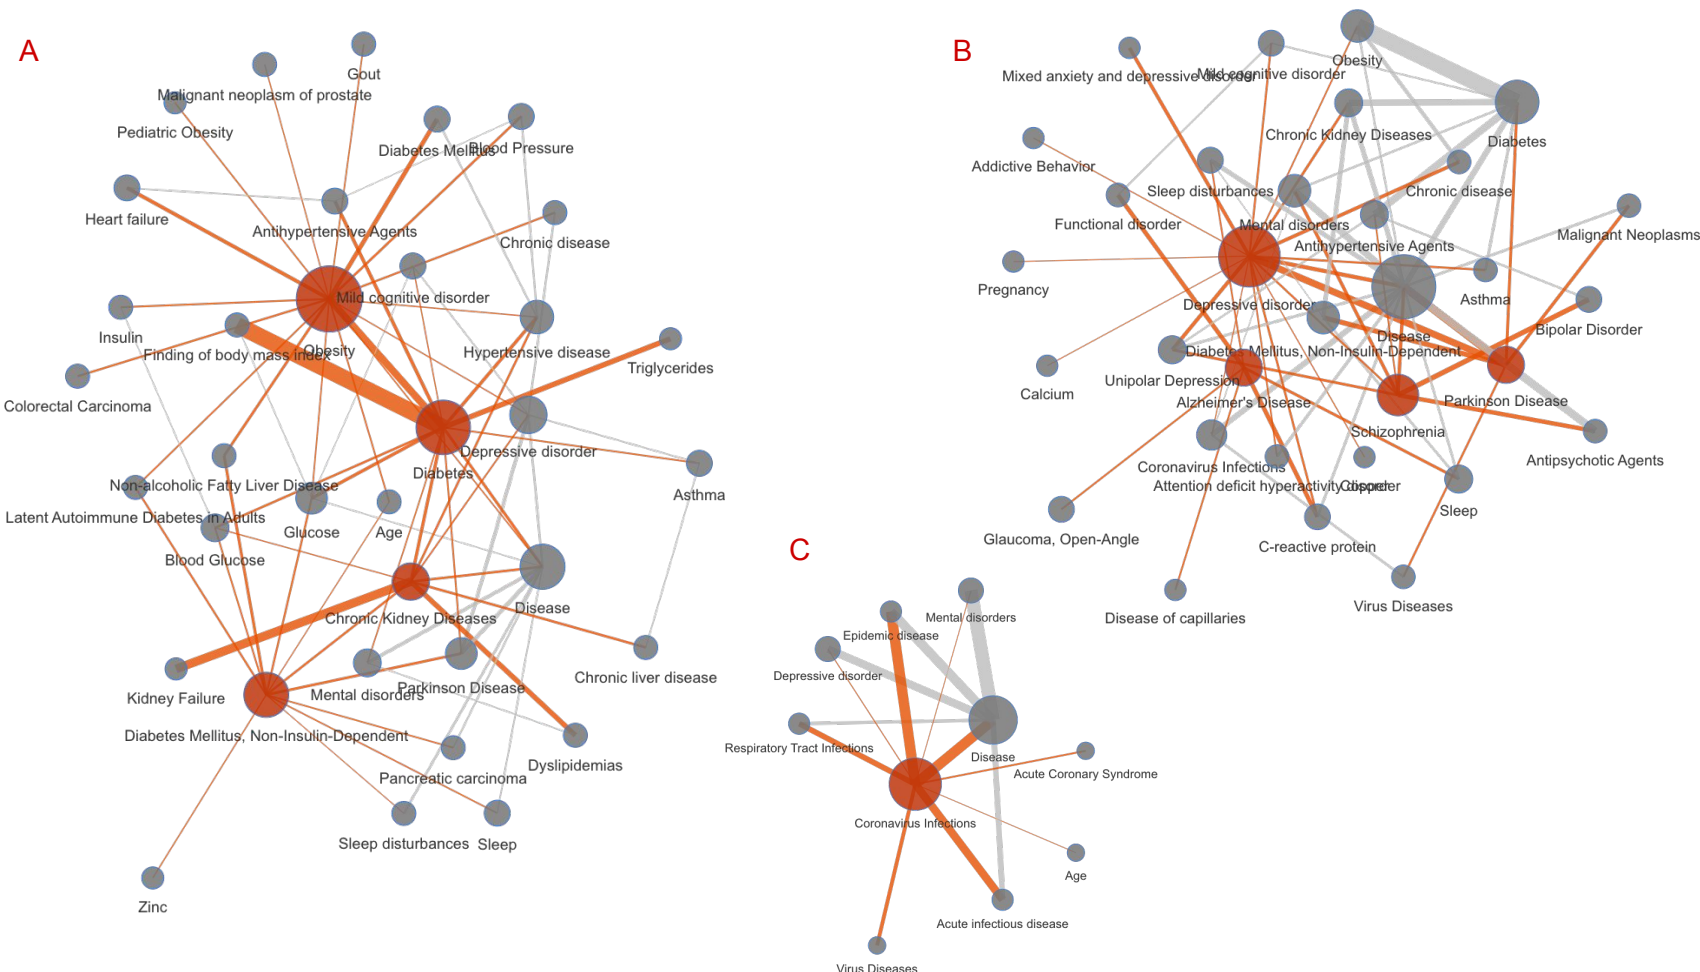 A
Gout
Malignant neoplasm of prostate
Pediatric Obesity
Diabetes Mellitus
Blood Pressure
Heart failure
Antihypertensive Agents
Chronic disease
Mild cognitive disorder
Insulin
Finding of body mass index
Obesity
Hypertensive disease
Triglycerides
Colorectal Carcinoma
Depressive disorder
Diabetes
Non-alcoholic Fatty Liver Disease
Asthma
Latent Autoimmune Diabetes in Adults
Glucose
Age
Blood Glucose
Disease
Chronic Kidney Diseases
Chronic liver disease
Kidney Failure
Mental disorders
Parkinson Disease
Diabetes Mellitus, Non-Insulin-Dependent
Pancreatic carcinoma
Dyslipidemias
Sleep disturbances
Sleep
Zinc
B
Obesity
Mixed anxiety and depressive disorder
Mild cognitive disorder
Chronic Kidney Diseases
Diabetes
Addictive Behavior
Sleep disturbances
Chronic disease
Functional disorder
Mental disorders
Antihypertensive Agents
Malignant Neoplasms
Pregnancy
Depressive disorder
Asthma
Disease
Bipolar Disorder
Diabetes Mellitus, Non-Insulin-Dependent
Unipolar Depression
Calcium
Alzheimer's Disease
Parkinson Disease
Schizophrenia
Coronavirus Infections
Antipsychotic Agents
Attention deficit hyperactivity disorder
Copper
Sleep
Glaucoma, Open-Angle
C-reactive protein
Virus Diseases
Disease of capillaries
C
Mental disorders
Epidemic disease
Depressive disorder
Respiratory Tract Infections
Disease
Acute Coronary Syndrome
Coronavirus Infections
Age
Acute infectious disease
Virus Diseases